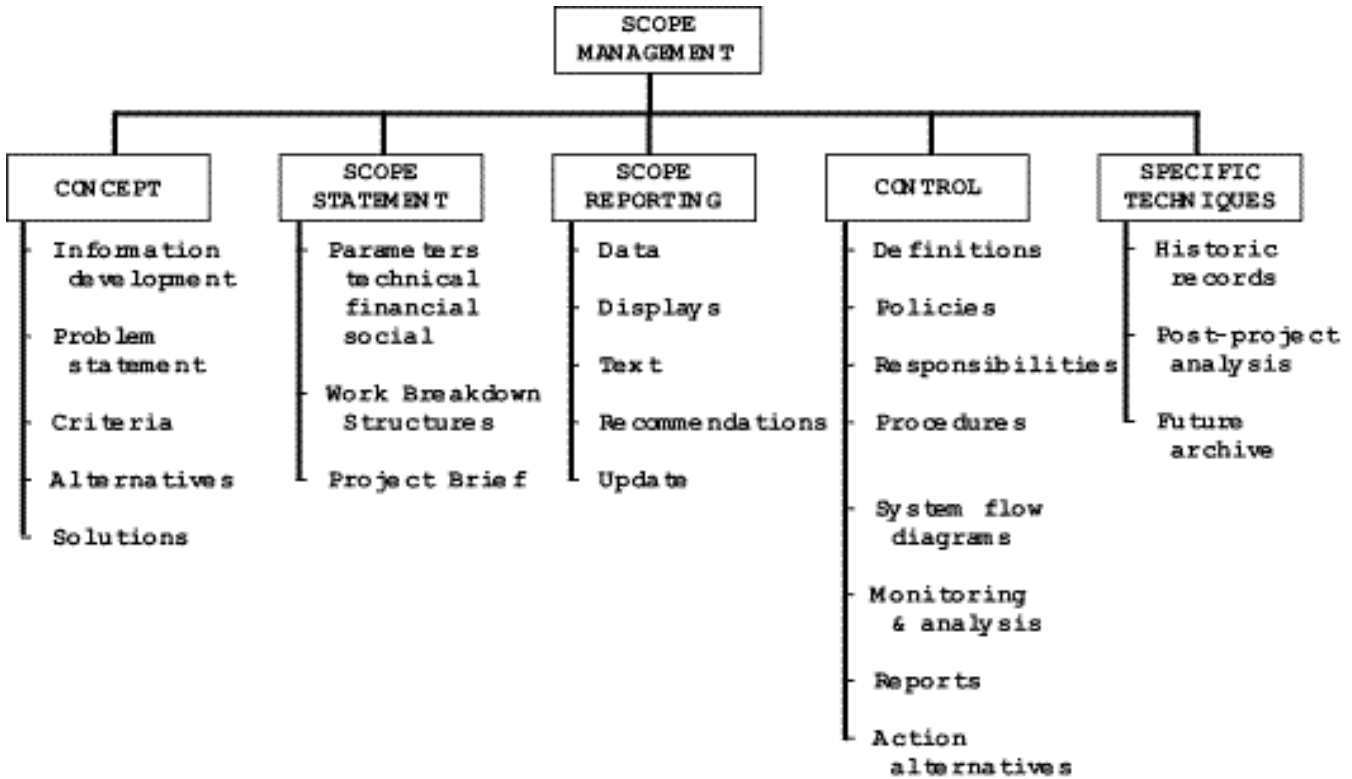 SCOPE
MANAGEMENT
CONCEPT
Information
development
Problem
statement
Criteria
Alternatives
Solutions
SCOPE
STATEMENT
Parameters
technical
financial
social
Work Breakdown
Structures
Project Brief
SCOPE
REPORTING
Data
Displays
Text
Recommendations
Update
CONTROL
Definitions
Policies
Responsibilities
Procedures
System flow
diagrams
Monitoring
& analysis
Reports
Action
alternatives
SPECIFIC
TECHNIQUES
Historic
records
Post-project
analysis
Future
archive